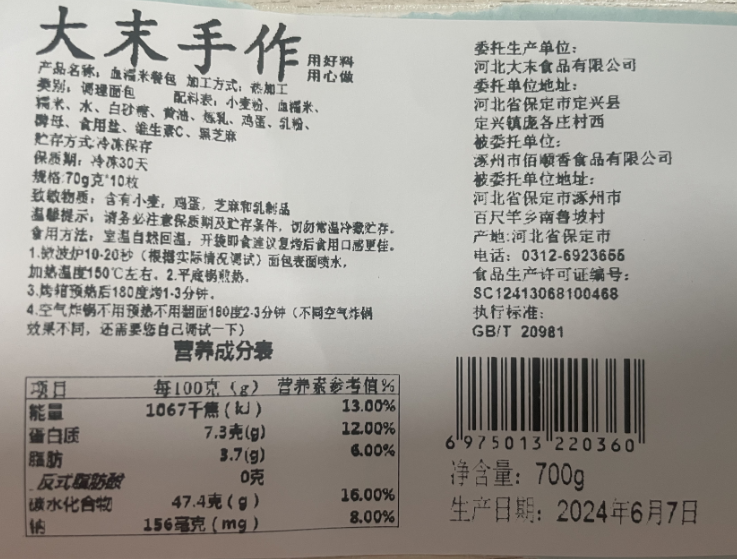 大末手作
用好料
用心做
产品名称：血糯米餐包 加工方式：热加工
类别：调理面包 配料表：小麦粉、血糯米、
糯米、水、白砂糖、黄油、炼乳、鸡蛋、乳粉、
酵母、食用盐、维生素C、黑芝麻
贮存方式:冷冻保存
保质期：冷冻30天
规格:70g克*10枚
致敏物质：含有小麦，鸡蛋，芝麻和乳制品
温馨提示：请务必注意保质期及贮存条件，切勿常温冷藏贮存。
食用方法：室温自然回温，开袋即食建议复烤后食用口感更佳。
1.微波炉10-20秒（根据实际情况调试）面包表面喷水，
加热温度150℃左右。2.平底锅煎热。
3.烤箱预热后180度烤1-3分钟。
4.空气炸锅不用预热不用翻面180度2-3分钟（不同空气炸锅
效果不同，还需要您自己调试一下）
营养成分表
项目 每100克（g） 营养素参考值%
能量 1067千焦（kJ） 13.00%
蛋白质 7.3克(g) 12.00%
脂肪 3.7(g) 6.00%
反式脂肪酸 0克
碳水化合物 47.4克（g） 16.00%
钠 156毫克（mg） 8.00%
委托生产单位：
河北大末食品有限公司
委托单位地址：
河北省保定市定兴县
定兴镇庞各庄村西
被委托单位：
涿州市佰顺香食品有限公司
被委托单位地址：
河北省保定市涿州市
百尺竿乡南鲁坡村
产地:河北省保定市
电话：0312-6923655
食品生产许可证编号：
SC12413068100468
执行标准：
GB/T 20981
6 975013 220360
净含量：700g
生产日期：2024年6月7日